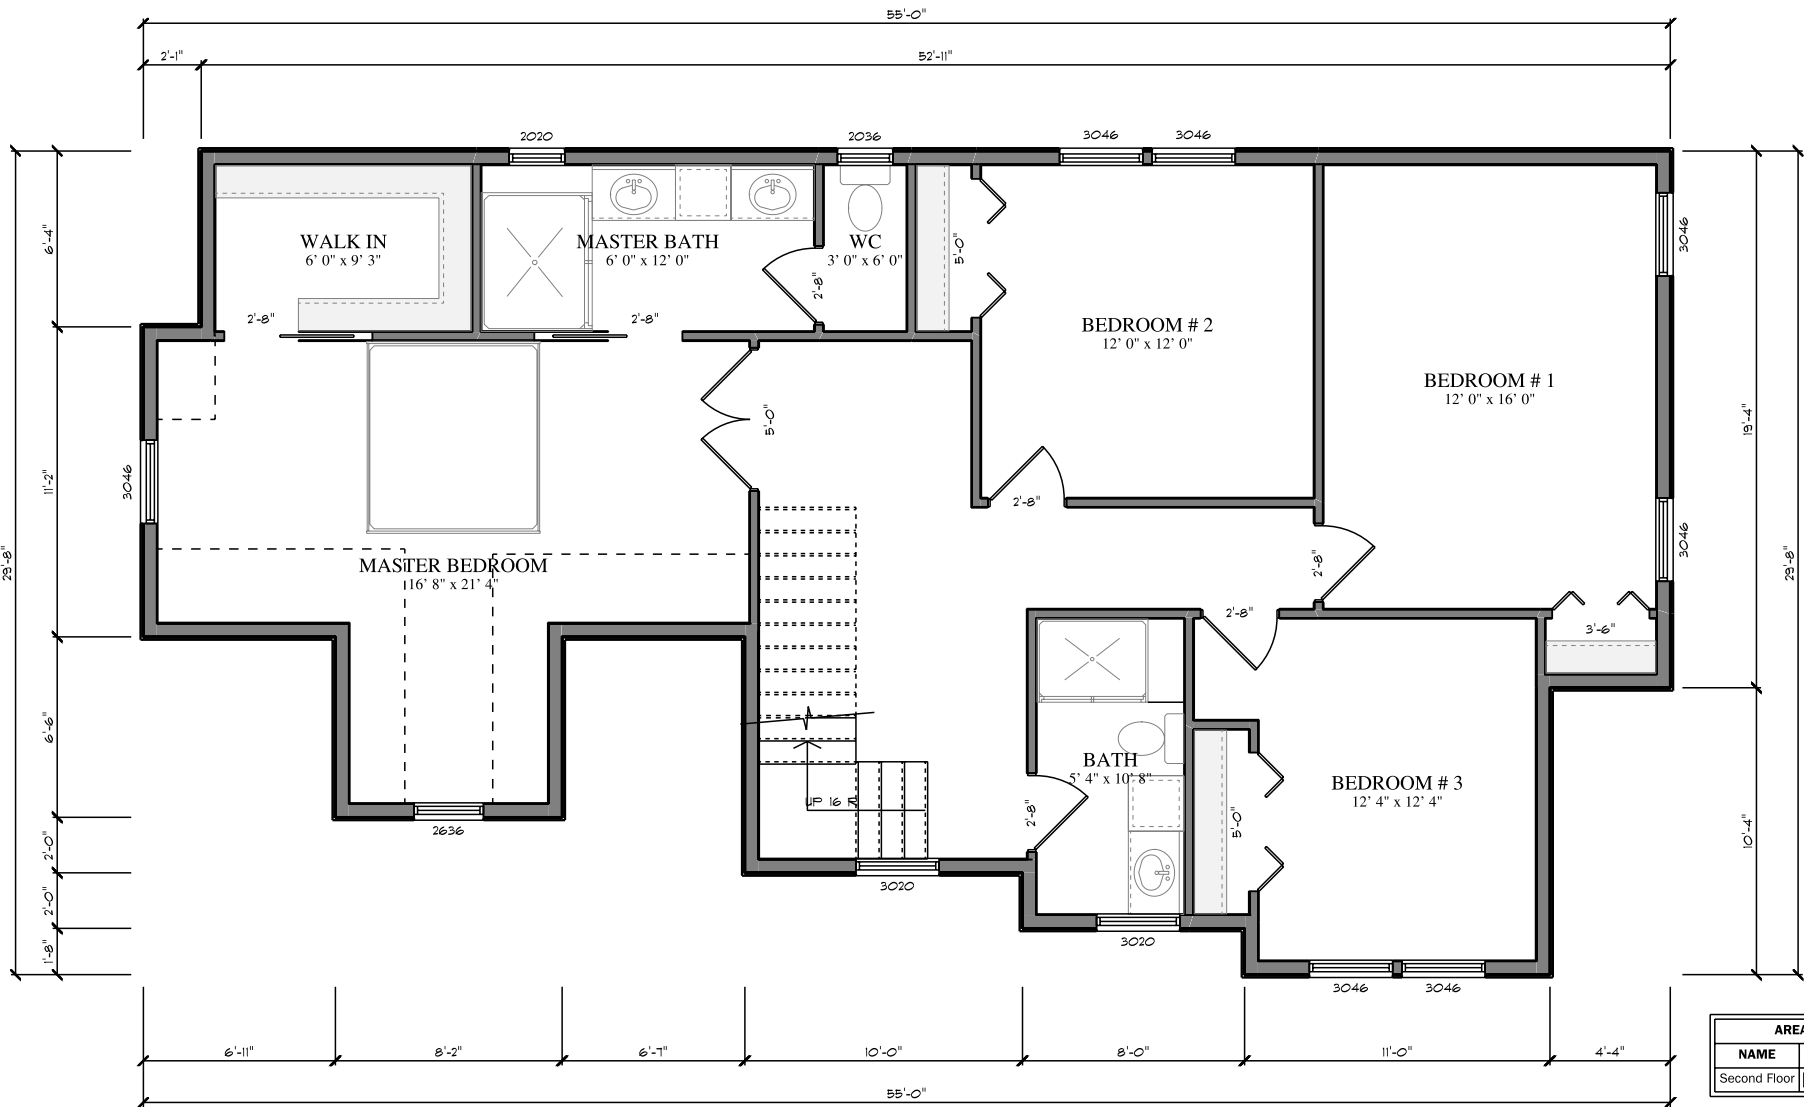 55'-0"
2'-1"
52'-11"
2020
2036
3046
3046
6'-4"
11'-2"
29'-8"
6'-6"
2'-0"
2'-0"
1'-8"
3046
WALK IN
6' 0" x 9' 3"
2'-8"
MASTER BATH
6' 0" x 12' 0"
2'-8"
WC
3' 0" x 6' 0"
2'-8"
5'-0"
BEDROOM # 2
12' 0" x 12' 0"
2'-8"
BEDROOM # 1
12' 0" x 16' 0"
3046
3046
2'-8"
3'-6"
5'-0"
MASTER BEDROOM
16' 8" x 21' 4"
2636
UP 16 R
3020
2'-8"
BATH
5' 4" x 10' 8"
2'-8"
3020
5'-0"
BEDROOM # 3
12' 4" x 12' 4"
3046
3046
19'-4"
10'-4"
29'-8"
6'-11"
8'-2"
6'-7"
10'-0"
8'-0"
11'-0"
4'-4"
55'-0"
AREA
NAME
Second Floor